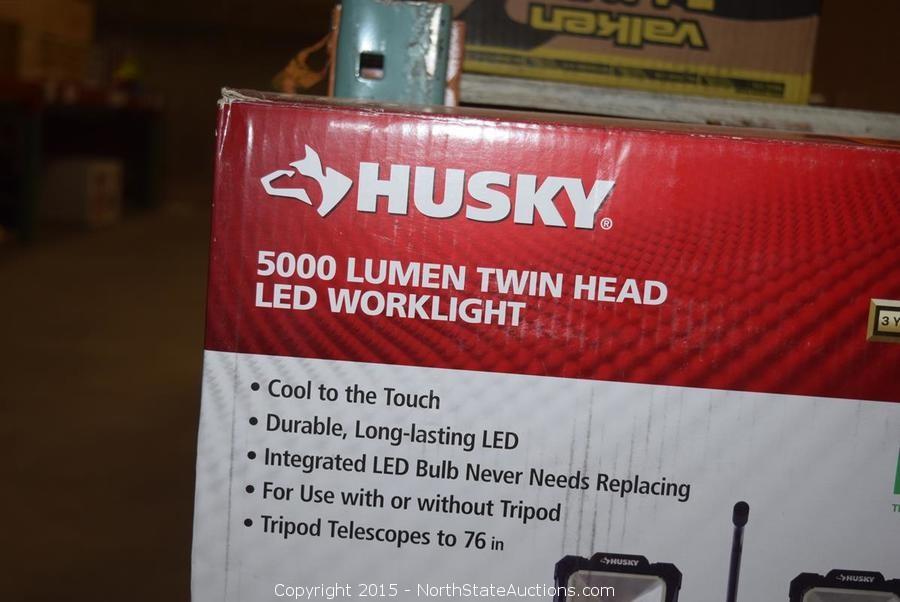 valken
HUSKY®
5000 LUMEN TWIN HEAD
LED WORKLIGHT
3 Y
• Cool to the Touch
• Durable, Long-lasting LED
• Integrated LED Bulb Never Needs Replacing
• For Use with or without Tripod
• Tripod Telescopes to 76 in
HUSKY
HUSKY
Copyright 2015 - NorthStateAuctions.com